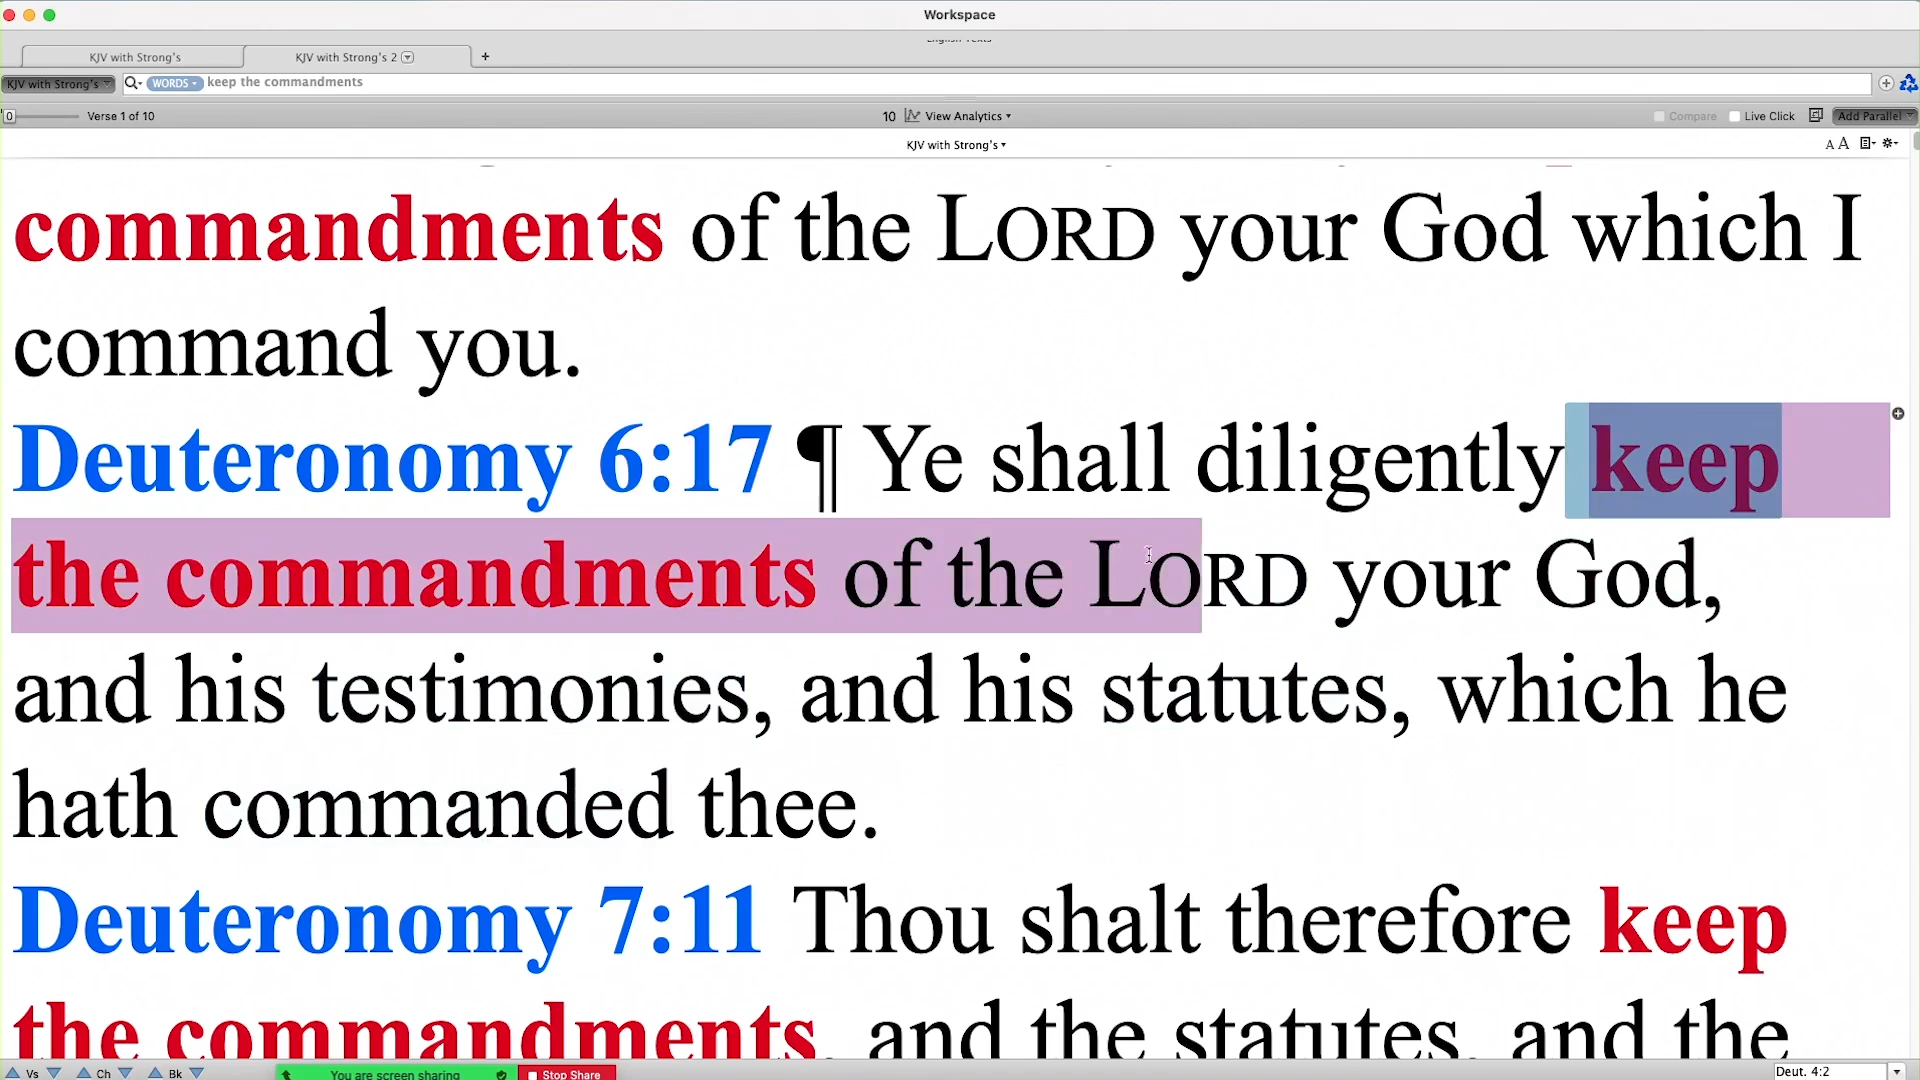 Workspace
English Texts
KJV with Strong's
KJV with Strong's 2
+
KJV with Strong's
WORDS keep the commandments
0
Verse 1 of 10
10 View Analytics
Compare
Live Click
Add Parallel
KJV with Strong's
A A
commandments of the LORD your God which I
command you.
Deuteronomy 6:17 ¶ Ye shall diligently keep
the commandments of the LORD your God,
and his testimonies, and his statutes, which he
hath commanded thee.
Deuteronomy 7:11 Thou shalt therefore keep
the commandments, and the statutes, and the
Vs Ch Bk
You are screen sharing
Stop Share
Deut. 4:2